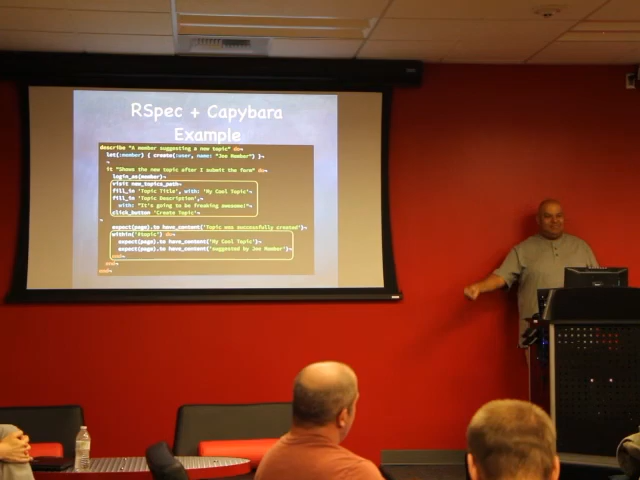 RSpec + Capybara
Example
describe "A member suggesting a new topic" do¬
let(:member) { create(:user, name: "Joe Member") }¬
¬
it "Shows the new topic after I submit the form" do¬
login_as(member)¬
visit new_topics_path¬
fill_in 'Topic Title', with: 'My Cool Topic'¬
fill_in 'Topic Description',¬
with: "It's going to be freaking awesome!"¬
click_button 'Create Topic'¬
¬
expect(page).to have_content('Topic was successfully created')¬
within('#topic') do¬
expect(page).to have_content('My Cool Topic')¬
expect(page).to have_content('suggested by Joe Member')¬
end¬
end¬
end¬